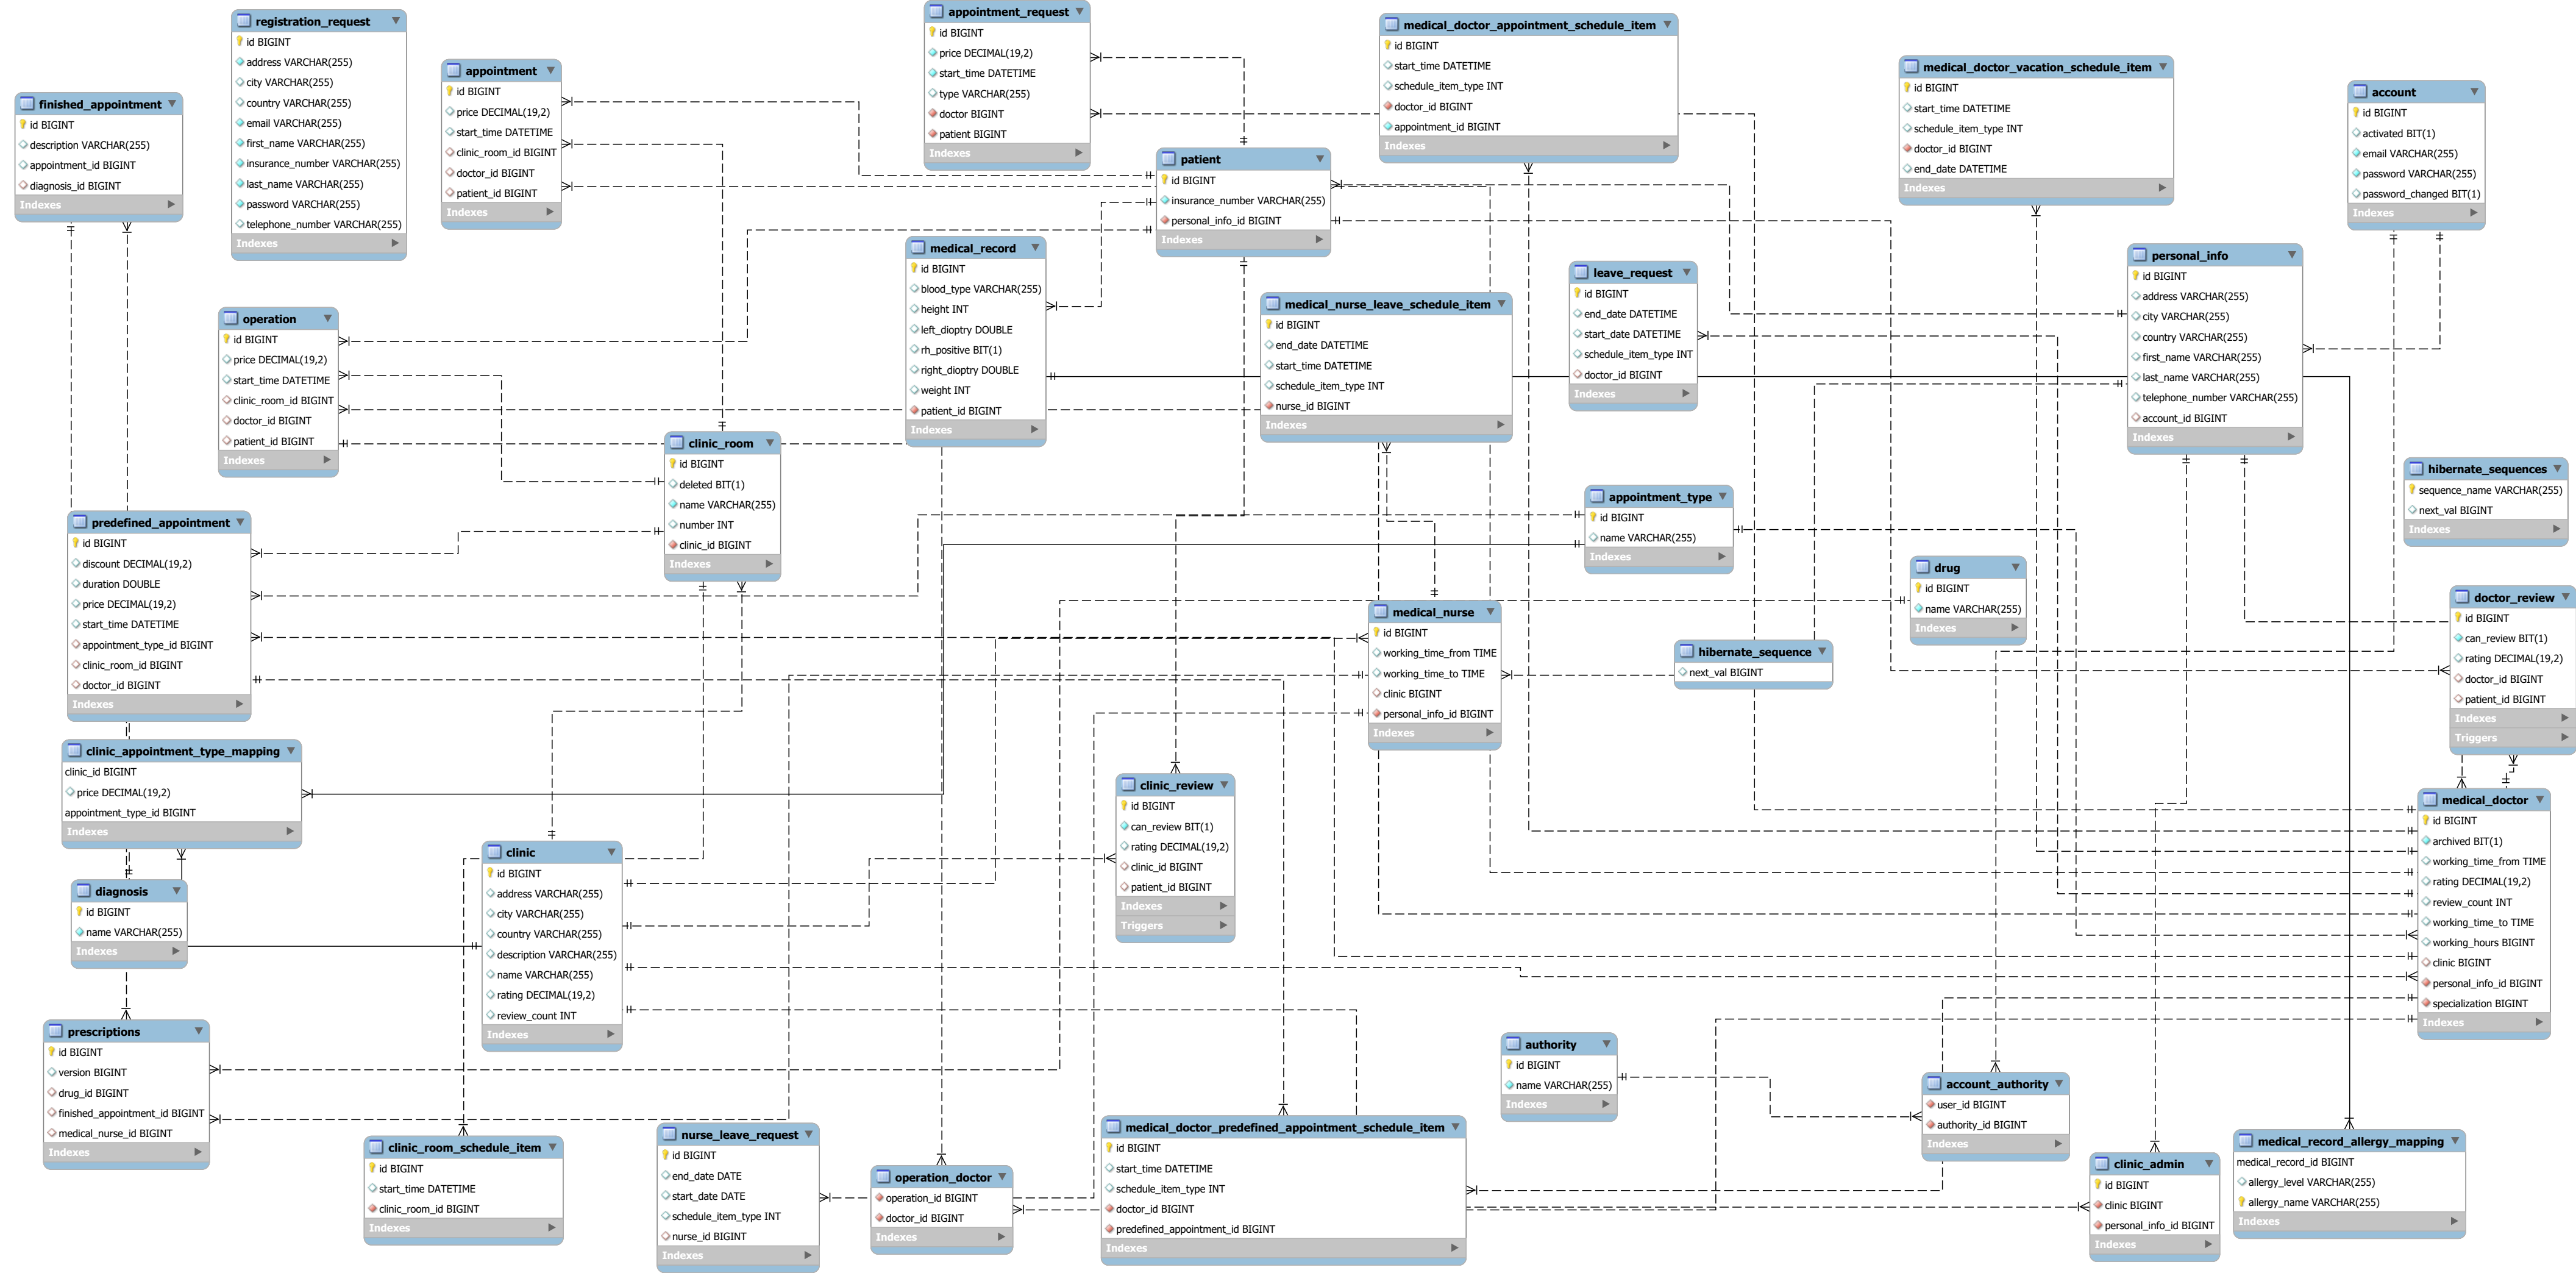 registration_request
id BIGINT
address VARCHAR(255)
city VARCHAR(255)
country VARCHAR(255)
email VARCHAR(255)
first_name VARCHAR(255)
insurance_number VARCHAR(255)
last_name VARCHAR(255)
password VARCHAR(255)
telephone_number VARCHAR(255)
Indexes
appointment_request
id BIGINT
price DECIMAL(19,2)
start_time DATETIME
type VARCHAR(255)
doctor BIGINT
patient BIGINT
Indexes
medical_doctor_appointment_schedule_item
id BIGINT
start_time DATETIME
schedule_item_type INT
doctor_id BIGINT
appointment_id BIGINT
Indexes
medical_doctor_vacation_schedule_item
id BIGINT
start_time DATETIME
schedule_item_type INT
doctor_id BIGINT
end_date DATETIME
Indexes
account
id BIGINT
activated BIT(1)
email VARCHAR(255)
password VARCHAR(255)
password_changed BIT(1)
Indexes
finished_appointment
id BIGINT
description VARCHAR(255)
appointment_id BIGINT
diagnosis_id BIGINT
Indexes
appointment
id BIGINT
price DECIMAL(19,2)
start_time DATETIME
clinic_room_id BIGINT
doctor_id BIGINT
patient_id BIGINT
Indexes
patient
id BIGINT
insurance_number VARCHAR(255)
personal_info_id BIGINT
Indexes
medical_record
id BIGINT
blood_type VARCHAR(255)
height INT
left_dioptry DOUBLE
rh_positive BIT(1)
right_dioptry DOUBLE
weight INT
patient_id BIGINT
Indexes
medical_nurse_leave_schedule_item
id BIGINT
end_date DATETIME
start_time DATETIME
schedule_item_type INT
nurse_id BIGINT
Indexes
leave_request
id BIGINT
end_date DATETIME
start_date DATETIME
schedule_item_type INT
doctor_id BIGINT
Indexes
personal_info
id BIGINT
address VARCHAR(255)
city VARCHAR(255)
country VARCHAR(255)
first_name VARCHAR(255)
last_name VARCHAR(255)
telephone_number VARCHAR(255)
account_id BIGINT
Indexes
operation
id BIGINT
price DECIMAL(19,2)
start_time DATETIME
clinic_room_id BIGINT
doctor_id BIGINT
patient_id BIGINT
Indexes
clinic_room
id BIGINT
deleted BIT(1)
name VARCHAR(255)
number INT
clinic_id BIGINT
Indexes
appointment_type
id BIGINT
name VARCHAR(255)
Indexes
hibernate_sequences
sequence_name VARCHAR(255)
next_val BIGINT
Indexes
predefined_appointment
id BIGINT
discount DECIMAL(19,2)
duration DOUBLE
price DECIMAL(19,2)
start_time DATETIME
appointment_type_id BIGINT
clinic_room_id BIGINT
doctor_id BIGINT
Indexes
drug
id BIGINT
name VARCHAR(255)
Indexes
medical_nurse
id BIGINT
working_time_from TIME
working_time_to TIME
clinic BIGINT
personal_info_id BIGINT
Indexes
hibernate_sequence
next_val BIGINT
doctor_review
id BIGINT
can_review BIT(1)
rating DECIMAL(19,2)
doctor_id BIGINT
patient_id BIGINT
Indexes
Triggers
clinic_appointment_type_mapping
clinic_id BIGINT
price DECIMAL(19,2)
appointment_type_id BIGINT
Indexes
clinic_review
id BIGINT
can_review BIT(1)
rating DECIMAL(19,2)
clinic_id BIGINT
patient_id BIGINT
Indexes
Triggers
medical_doctor
id BIGINT
archived BIT(1)
working_time_from TIME
rating DECIMAL(19,2)
review_count INT
working_time_to TIME
working_hours BIGINT
clinic BIGINT
personal_info_id BIGINT
specialization BIGINT
Indexes
diagnosis
id BIGINT
name VARCHAR(255)
Indexes
clinic
id BIGINT
address VARCHAR(255)
city VARCHAR(255)
country VARCHAR(255)
description VARCHAR(255)
name VARCHAR(255)
rating DECIMAL(19,2)
review_count INT
Indexes
prescriptions
id BIGINT
version BIGINT
drug_id BIGINT
finished_appointment_id BIGINT
medical_nurse_id BIGINT
Indexes
clinic_room_schedule_item
id BIGINT
start_time DATETIME
clinic_room_id BIGINT
Indexes
nurse_leave_request
id BIGINT
end_date DATE
start_date DATE
schedule_item_type INT
nurse_id BIGINT
Indexes
operation_doctor
operation_id BIGINT
doctor_id BIGINT
Indexes
medical_doctor_predefined_appointment_schedule_item
id BIGINT
start_time DATETIME
schedule_item_type INT
doctor_id BIGINT
predefined_appointment_id BIGINT
Indexes
authority
id BIGINT
name VARCHAR(255)
Indexes
account_authority
user_id BIGINT
authority_id BIGINT
Indexes
clinic_admin
id BIGINT
clinic BIGINT
personal_info_id BIGINT
Indexes
medical_record_allergy_mapping
medical_record_id BIGINT
allergy_level VARCHAR(255)
allergy_name VARCHAR(255)
Indexes